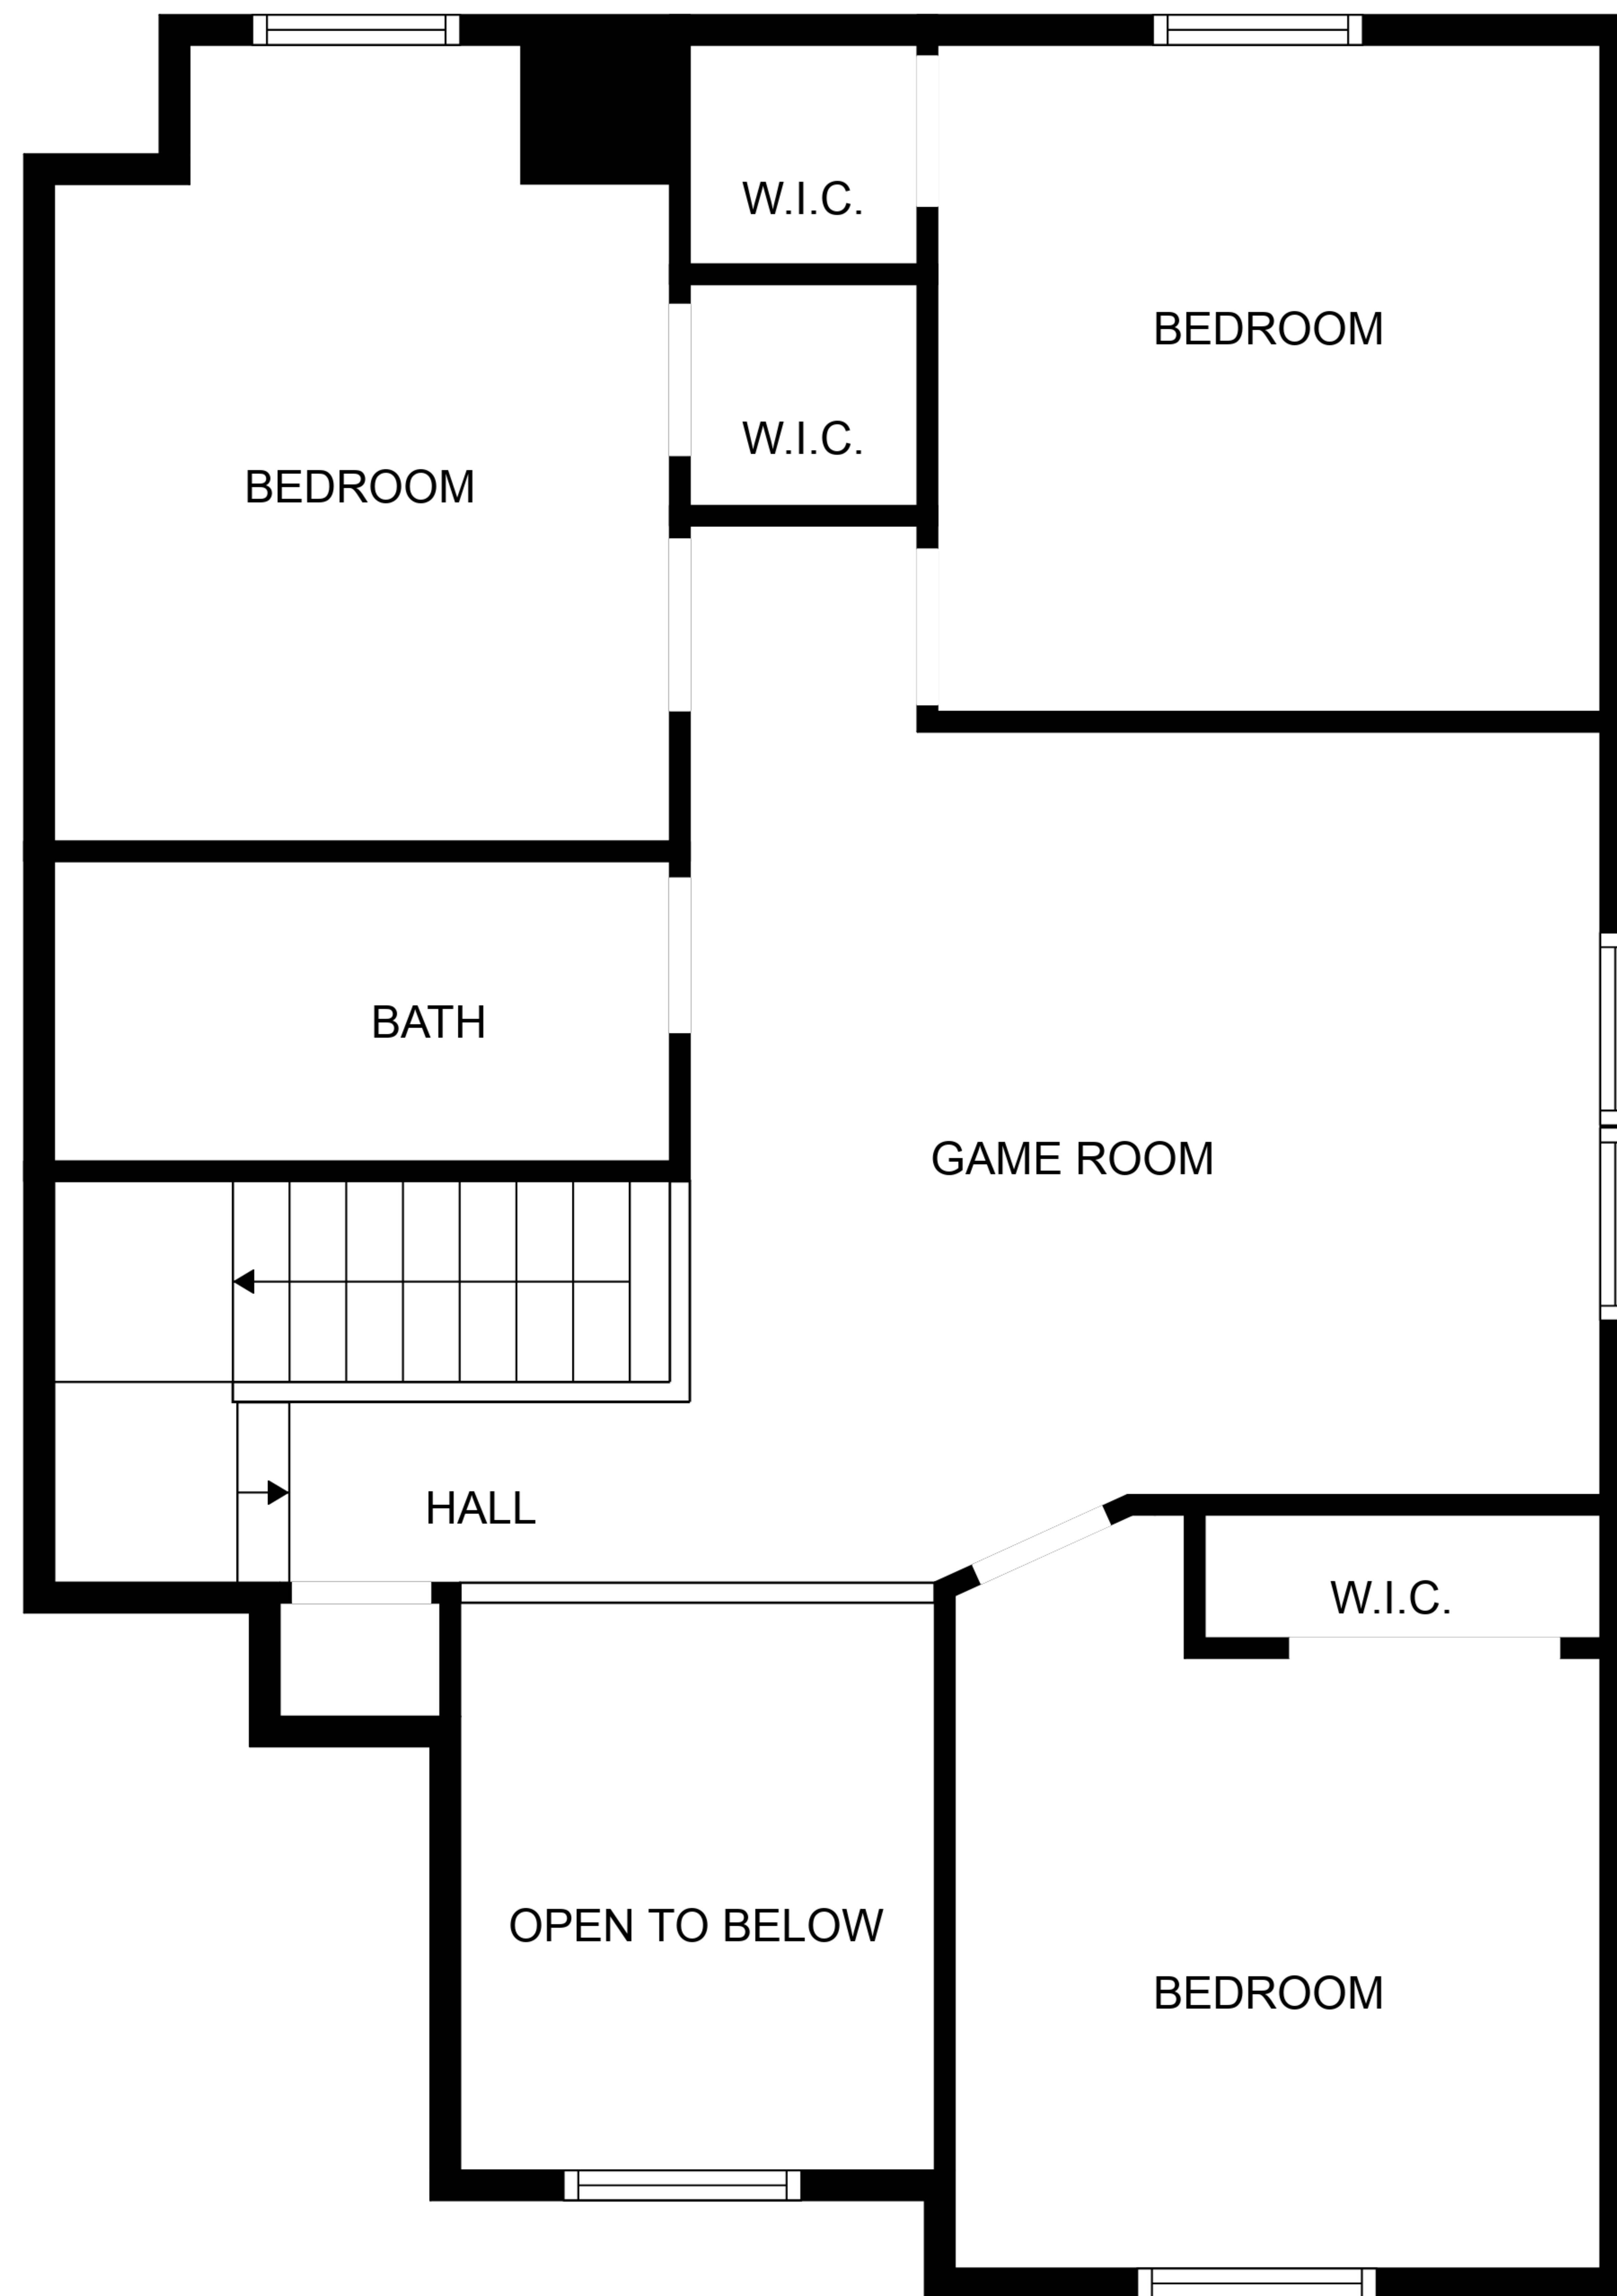 W.I.C.
BEDROOM
W.I.C.
BEDROOM
BATH
GAME ROOM
HALL
W.I.C.
OPEN TO BELOW
BEDROOM